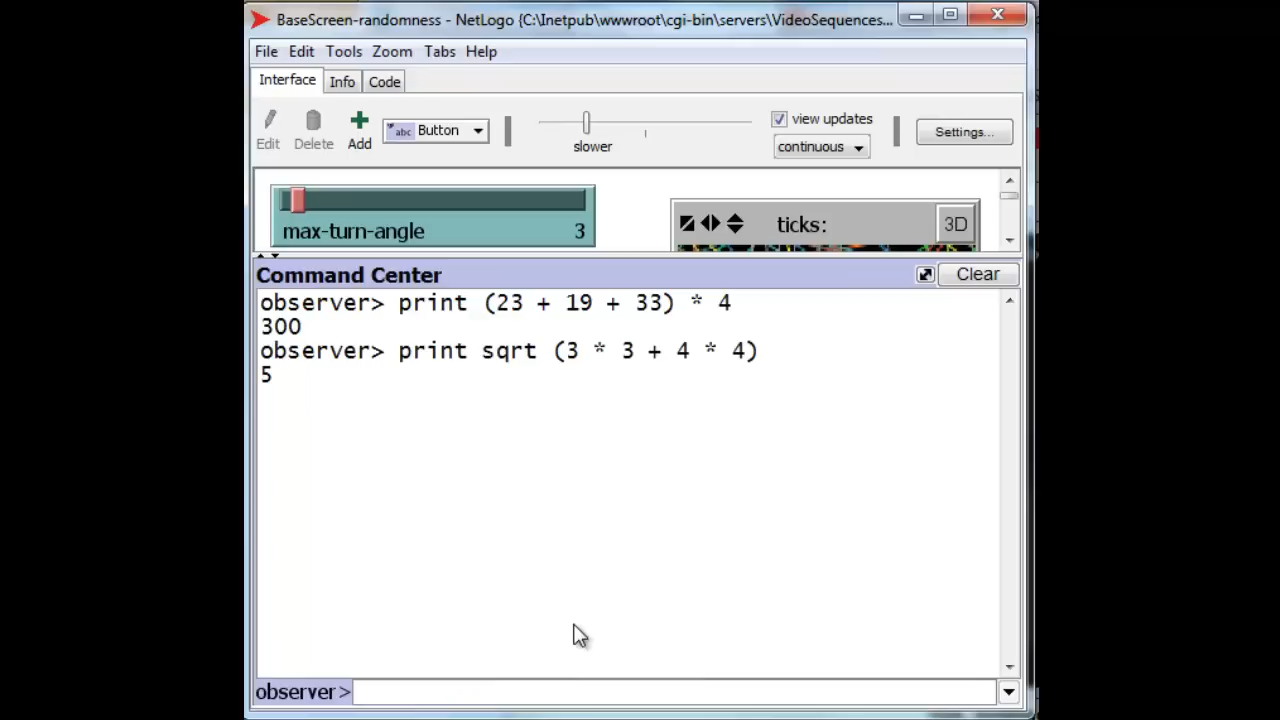 BaseScreen-randomness - NetLogo {C:\Inetpub\wwwroot\cgi-bin\servers\VideoSequences...
File Edit Tools Zoom Tabs Help
Interface Info Code
Edit Delete Add abc Button slower view updates continuous Settings...
max-turn-angle 3
ticks: 3D
Command Center Clear
observer> print (23 + 19 + 33) * 4
300
observer> print sqrt (3 * 3 + 4 * 4)
5
observer>